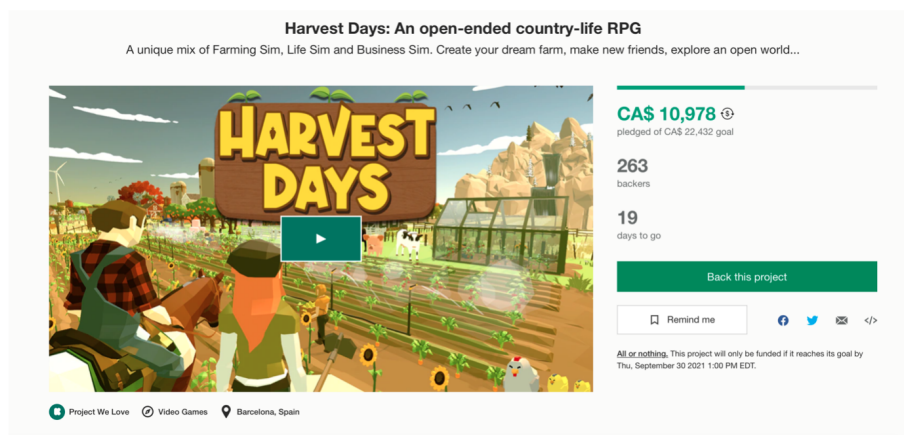 Harvest Days: An open-ended country-life RPG
A unique mix of Farming Sim, Life Sim and Business Sim. Create your dream farm, make new friends, explore an open world...
HARVEST
DAYS
CA$ 10,978
pledged of CA$ 22,432 goal
263
backers
19
days to go
Back this project
Remind me
All or nothing. This project will only be funded if it reaches its goal by
Thu, September 30 2021 1:00 PM EDT.
Project We Love Video Games Barcelona, Spain